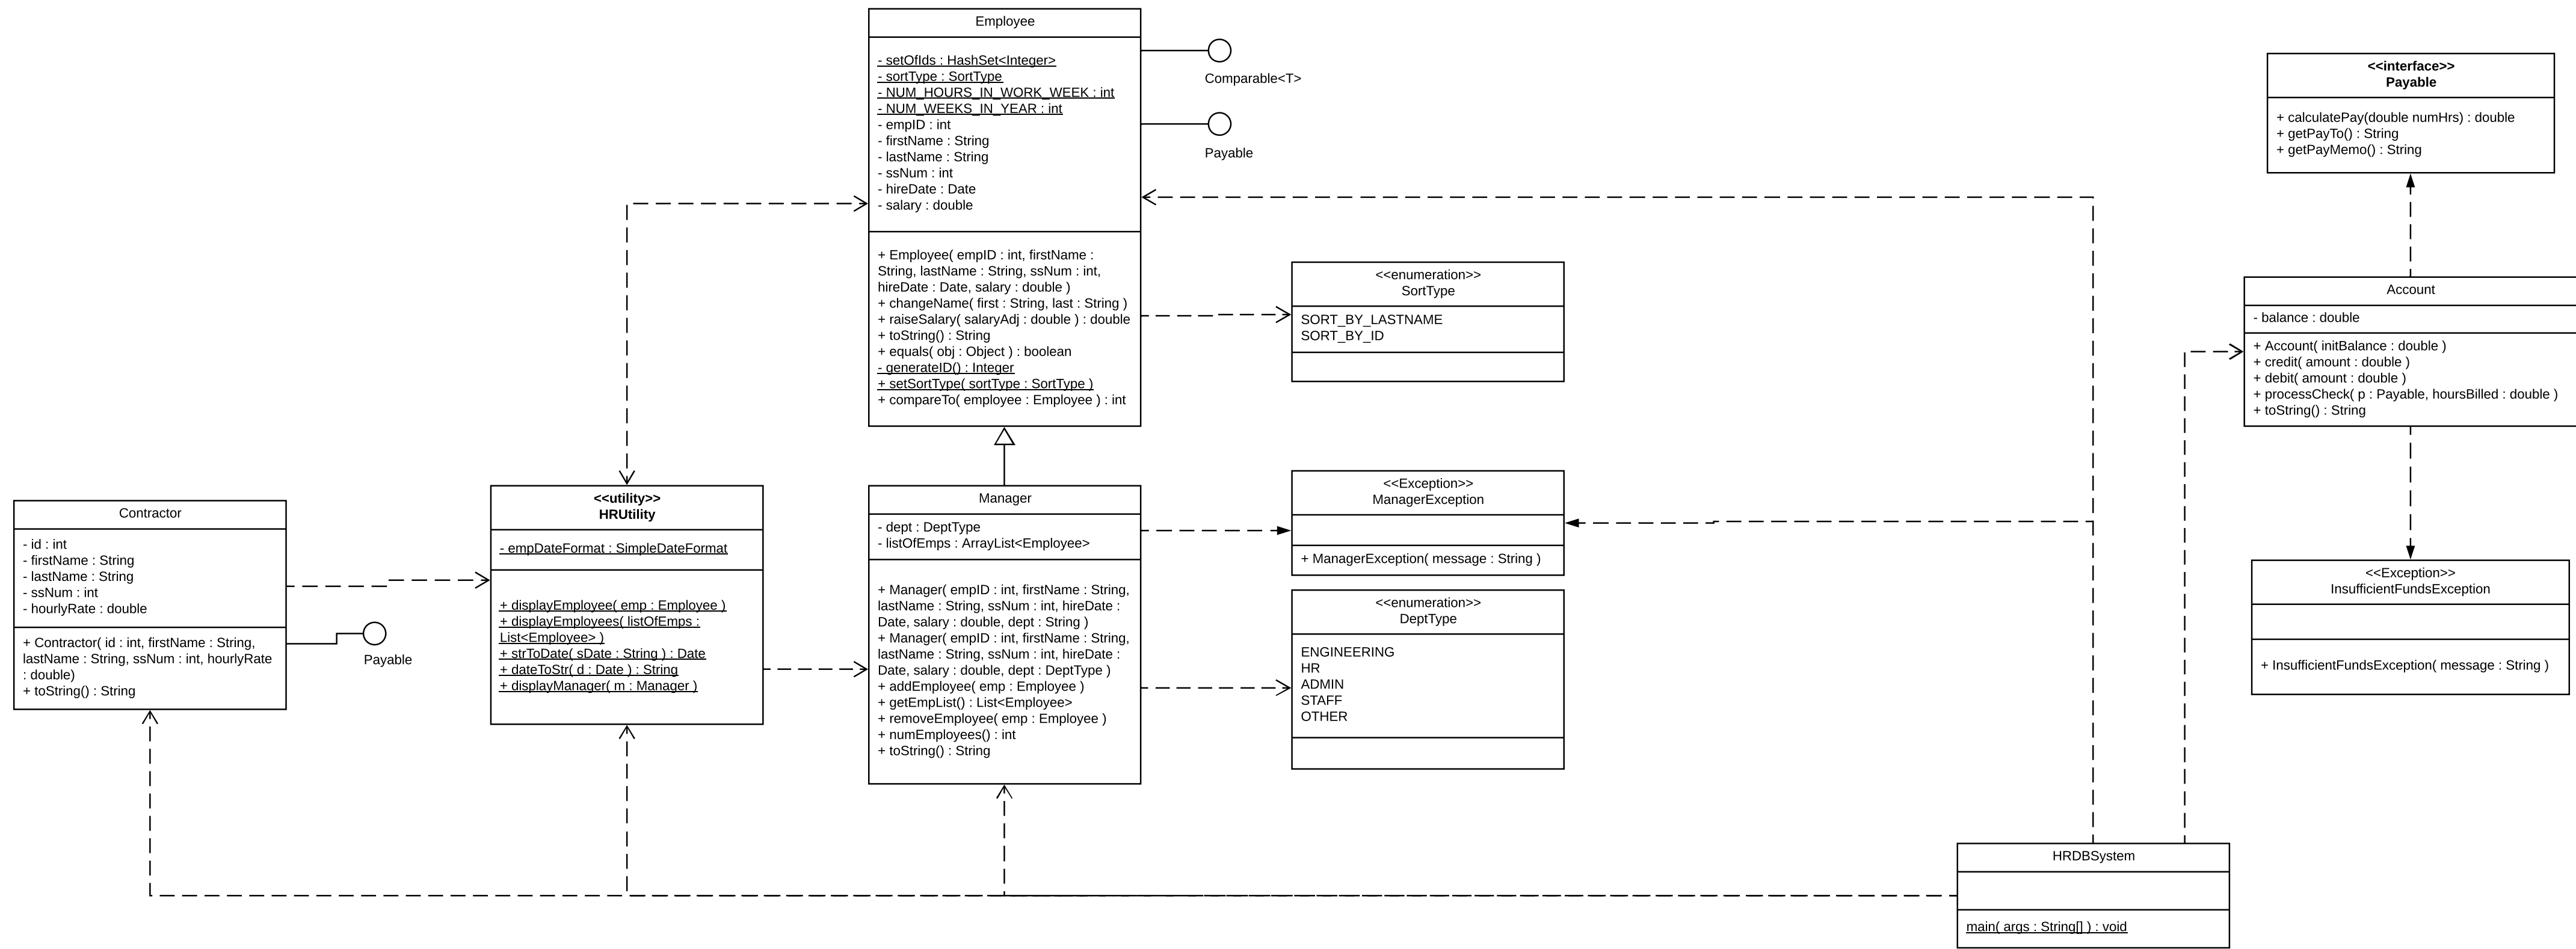 Employee
- setOfIds : HashSet<Integer>
- sortType : SortType
- NUM_HOURS_IN_WORK_WEEK : int
- NUM_WEEKS_IN_YEAR : int
- empID : int
- firstName : String
- lastName : String
- ssNum : int
- hireDate : Date
- salary : double
+ Employee( empID : int, firstName :
String, lastName : String, ssNum : int,
hireDate : Date, salary : double )
+ changeName( first : String, last : String )
+ raiseSalary( salaryAdj : double ) : double
+ toString() : String
+ equals( obj : Object ) : boolean
- generateID() : Integer
+ setSortType( sortType : SortType )
+ compareTo( employee : Employee ) : int
Comparable<T>
Payable
<<interface>>
Payable
+ calculatePay(double numHrs) : double
+ getPayTo() : String
+ getPayMemo() : String
<<enumeration>>
SortType
SORT_BY_LASTNAME
SORT_BY_ID
Account
- balance : double
+ Account( initBalance : double )
+ credit( amount : double )
+ debit( amount : double )
+ processCheck( p : Payable, hoursBilled : double )
+ toString() : String
Contractor
- id : int
- firstName : String
- lastName : String
- ssNum : int
- hourlyRate : double
+ Contractor( id : int, firstName : String,
lastName : String, ssNum : int, hourlyRate
: double)
+ toString() : String
Payable
<<utility>>
HRUtility
- empDateFormat : SimpleDateFormat
+ displayEmployee( emp : Employee )
+ displayEmployees( listOfEmps :
List<Employee> )
+ strToDate( sDate : String ) : Date
+ dateToStr( d : Date ) : String
+ displayManager( m : Manager )
Manager
- dept : DeptType
- listOfEmps : ArrayList<Employee>
+ Manager( empID : int, firstName : String,
lastName : String, ssNum : int, hireDate :
Date, salary : double, dept : String )
+ Manager( empID : int, firstName : String,
lastName : String, ssNum : int, hireDate :
Date, salary : double, dept : DeptType )
+ addEmployee( emp : Employee )
+ getEmpList() : List<Employee>
+ removeEmployee( emp : Employee )
+ numEmployees() : int
+ toString() : String
<<Exception>>
ManagerException
+ ManagerException( message : String )
<<enumeration>>
DeptType
ENGINEERING
HR
ADMIN
STAFF
OTHER
<<Exception>>
InsufficientFundsException
+ InsufficientFundsException( message : String )
HRDBSystem
main( args : String[] ) : void